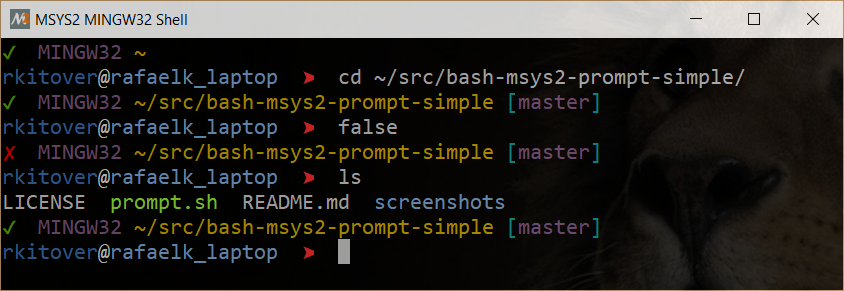 MSYS2 MINGW32 Shell
✓ MINGW32 ~
rkitover@rafaelk_laptop ➤ cd ~/src/bash-msys2-prompt-simple/
✓ MINGW32 ~/src/bash-msys2-prompt-simple [master]
rkitover@rafaelk_laptop ➤ false
✗ MINGW32 ~/src/bash-msys2-prompt-simple [master]
rkitover@rafaelk_laptop ➤ ls
LICENSE prompt.sh README.md screenshots
✓ MINGW32 ~/src/bash-msys2-prompt-simple [master]
rkitover@rafaelk_laptop ➤